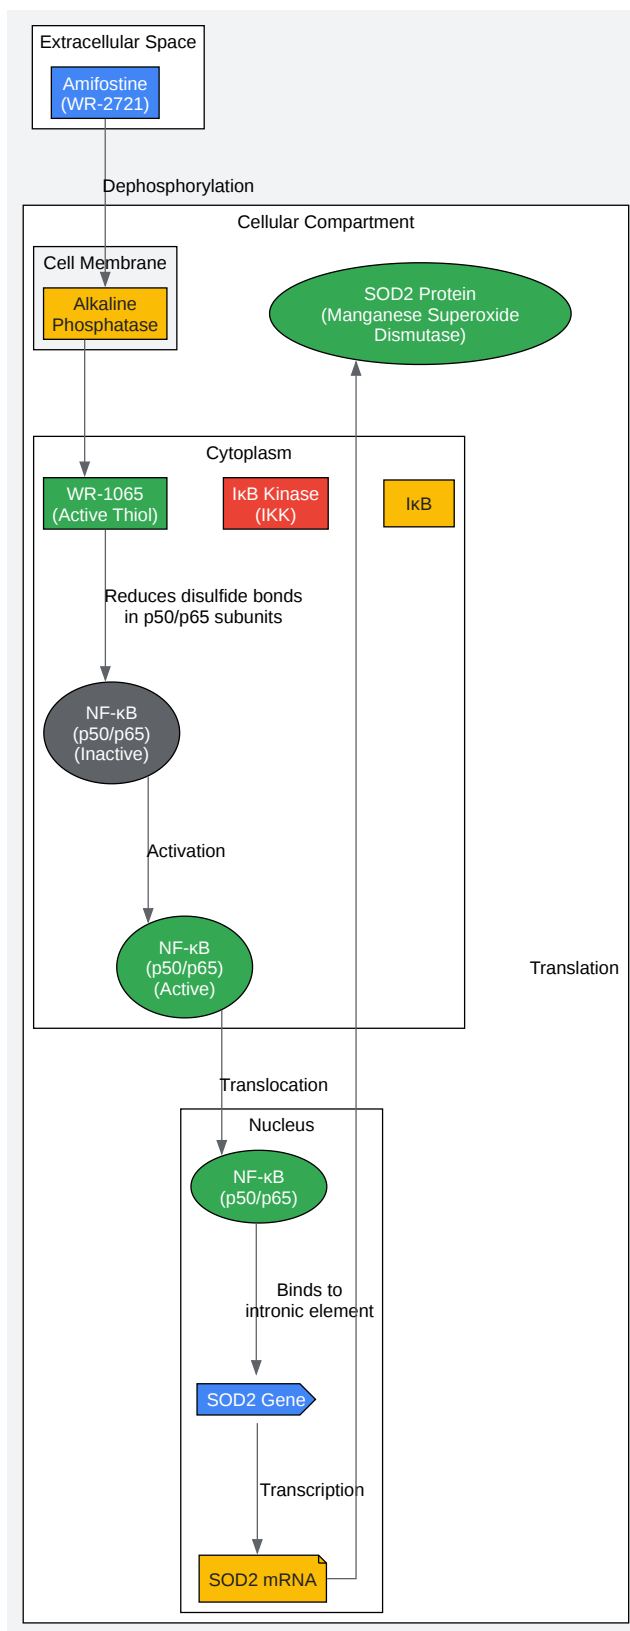 Extracellular Space
Amifostine
(WR-2721)
Dephosphorylation
Cellular Compartment
Cell Membrane
Alkaline
Phosphatase
SOD2 Protein
(Manganese Superoxide
Dismutase)
Cytoplasm
WR-1065
(Active Thiol)
IκB Kinase
(IKK)
IκB
Reduces disulfide bonds
in p50/p65 subunits
NF-κB
(p50/p65)
(Inactive)
Activation
NF-κB
(p50/p65)
(Active)
Translation
Translocation
Nucleus
NF-κB
(p50/p65)
Binds to
intronic element
SOD2 Gene
Transcription
SOD2 mRNA